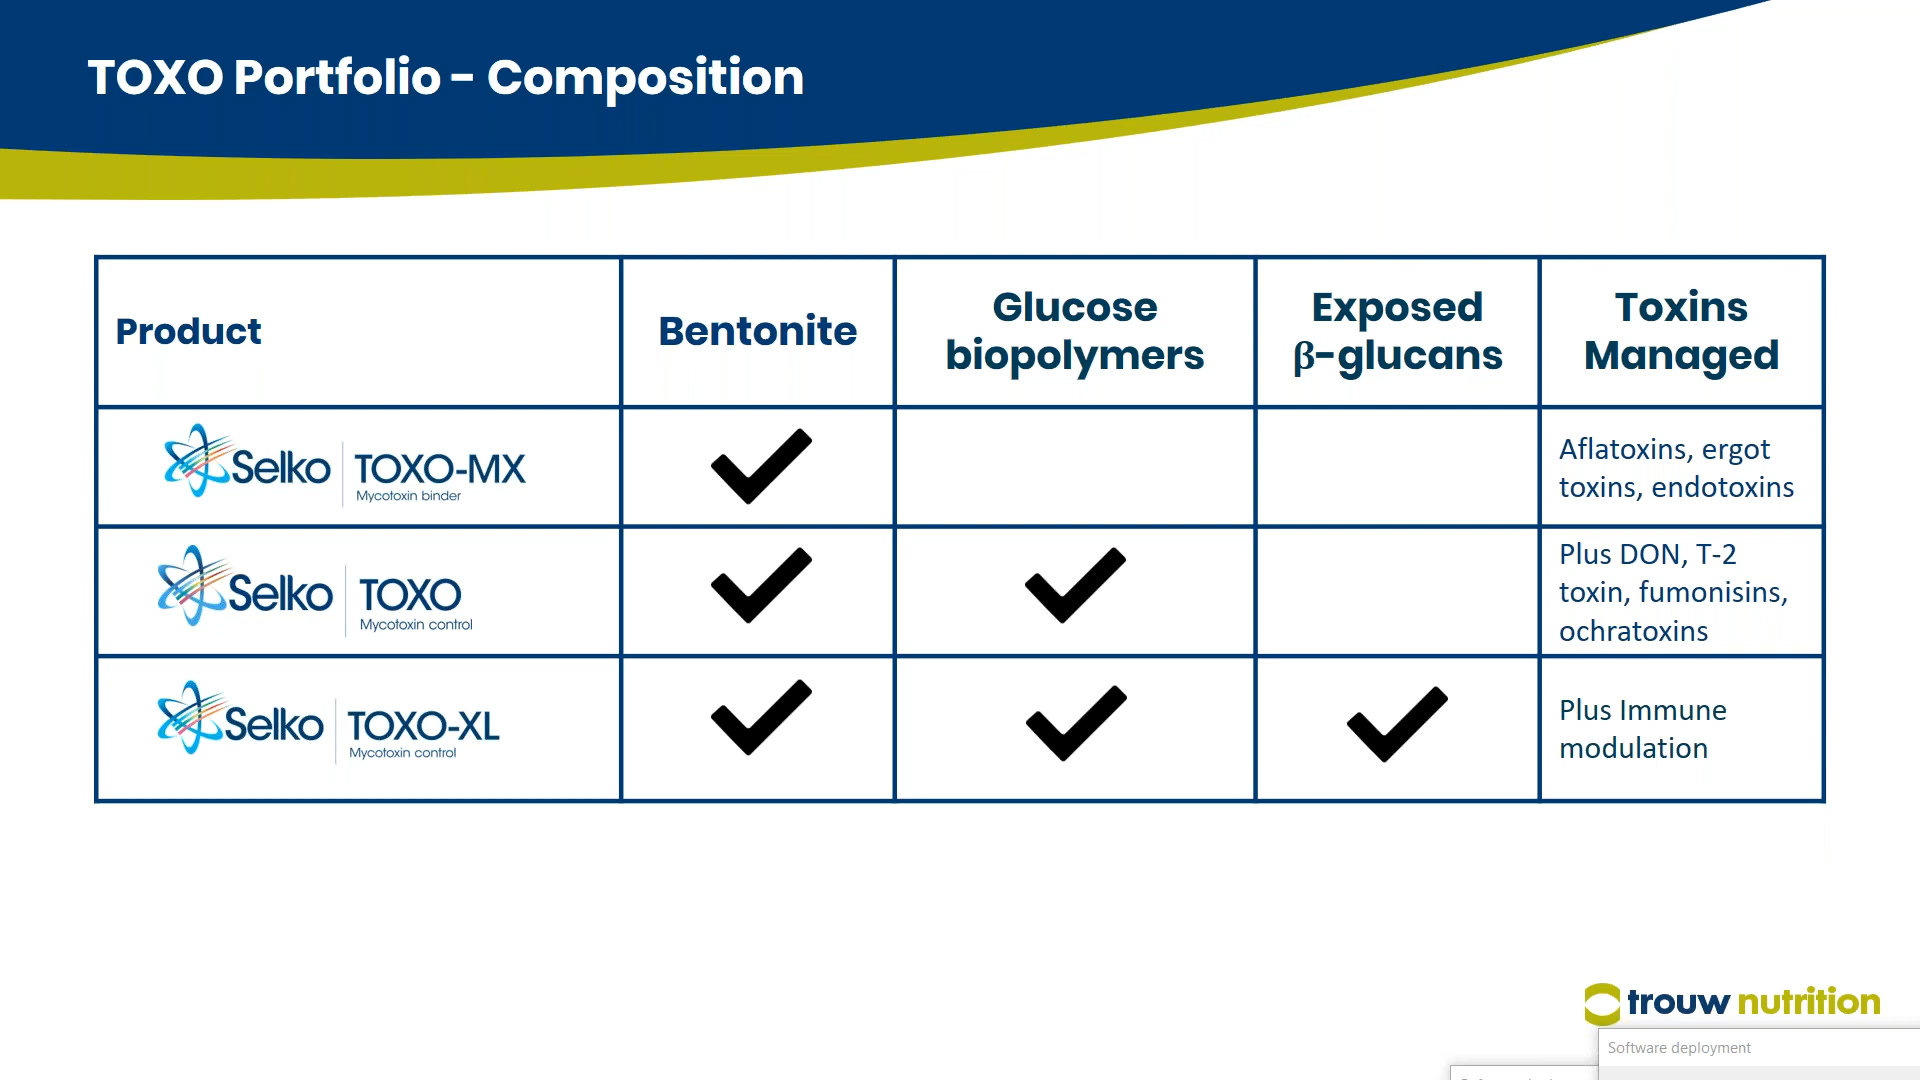 TOXO Portfolio - Composition
Product
Bentonite
Glucose
biopolymers
Exposed
β-glucans
Toxins
Managed
Selko TOXO-MX
Mycotoxin binder
Aflatoxins, ergot
toxins, endotoxins
Selko TOXO
Mycotoxin control
Plus DON, T-2
toxin, fumonisins,
ochratoxins
Selko TOXO-XL
Mycotoxin control
Plus Immune
modulation
trouw nutrition
Software deployment